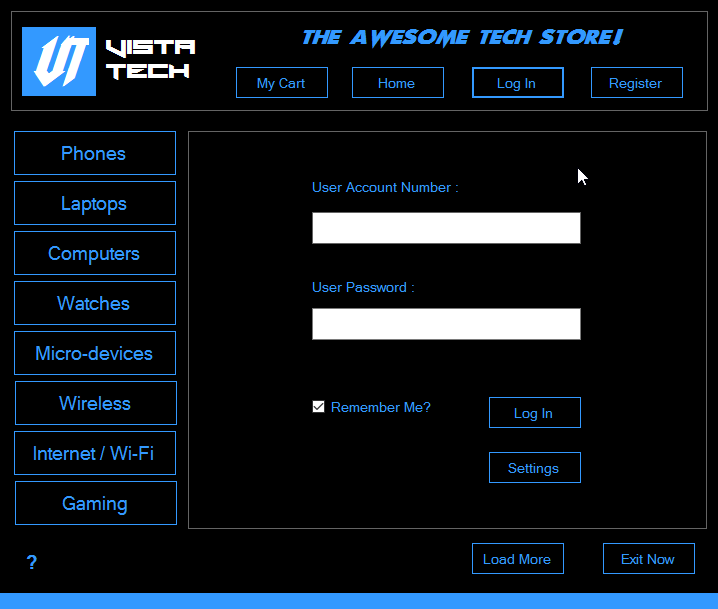 VISTA
TECH
THE AWESOME TECH STORE!
My Cart
Home
Log In
Register
Phones
Laptops
Computers
Watches
Micro-devices
Wireless
Internet / Wi-Fi
Gaming
User Account Number :
User Password :
Remember Me?
Log In
Settings
?
Load More
Exit Now